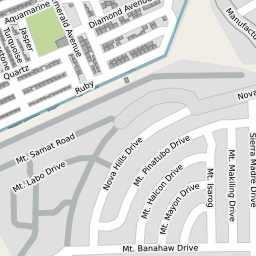 Aquamarine
Emerald Avenue
Diamond Avenue
Jasper
Turquoise
Quartz
Ruby
Manufactu
Nova
Mt. Samat Road
Mt. Labo Drive
Nova Hills Drive
Mt. Pinatubo Drive
Mt. Halcon Drive
Mt. Mayon Drive
Mt. Isarog
Mt. Makiling Drive
Sierra Madre Drive
Mt. Banahaw Drive